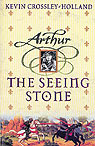 KEVIN CROSSLEY-HOLLAND
Arthur
THE SEEING
STONE